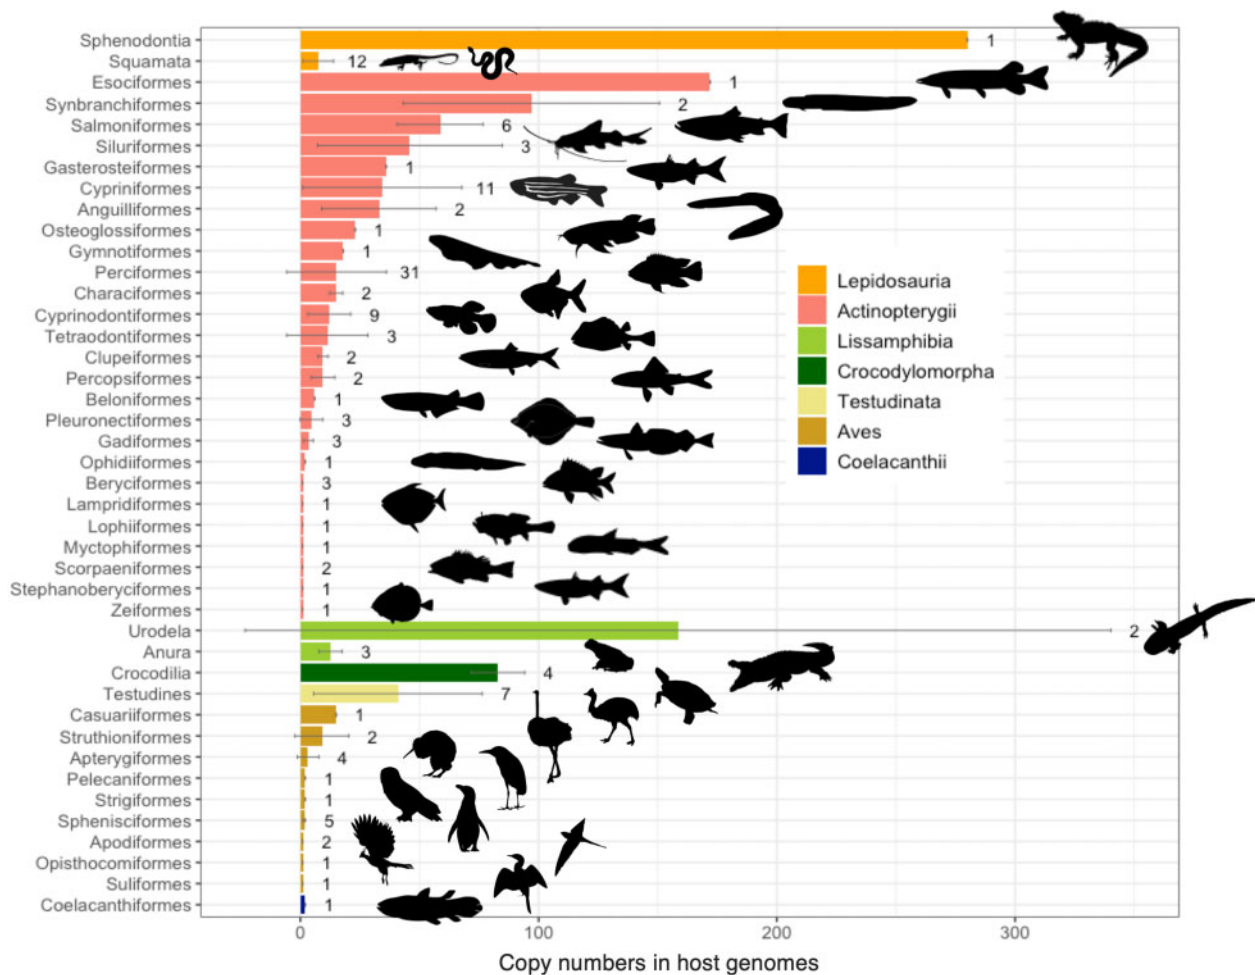 Sphenodontia 1
Squamata 12
Esociformes 1
Synbranchiformes 2
Salmoniformes 6
Siluriformes 3
Gasterosteiformes 1
Cypriniformes 11
Anguilliformes 2
Osteoglossiformes 1
Gymnotiformes 1
Perciformes 31
Characiformes 2
Cyprinodontiformes 9
Tetraodontiformes 3
Clupeiformes 2
Percopsiformes 2
Beloniformes 1
Pleuronectiformes 3
Gadiformes 3
Ophidiiformes 1
Beryciformes 3
Lampridiformes 1
Lophiiformes 1
Myctophiformes 1
Scorpaeniformes 2
Stephanoberyciformes 1
Zeiformes 1
Urodela 2
Anura 3
Crocodilia 4
Testudines 7
Casuariiformes 1
Struthioniformes 2
Apterygiformes 4
Pelecaniformes 1
Strigiformes 1
Sphenisciformes 5
Apodiformes 2
Opisthocomiformes 1
Suliformes 1
Coelacanthiformes 1
Lepidosauria
Actinopterygii
Lissamphibia
Crocodylomorpha
Testudinata
Aves
Coelacanthii
0 100 200 300
Copy numbers in host genomes